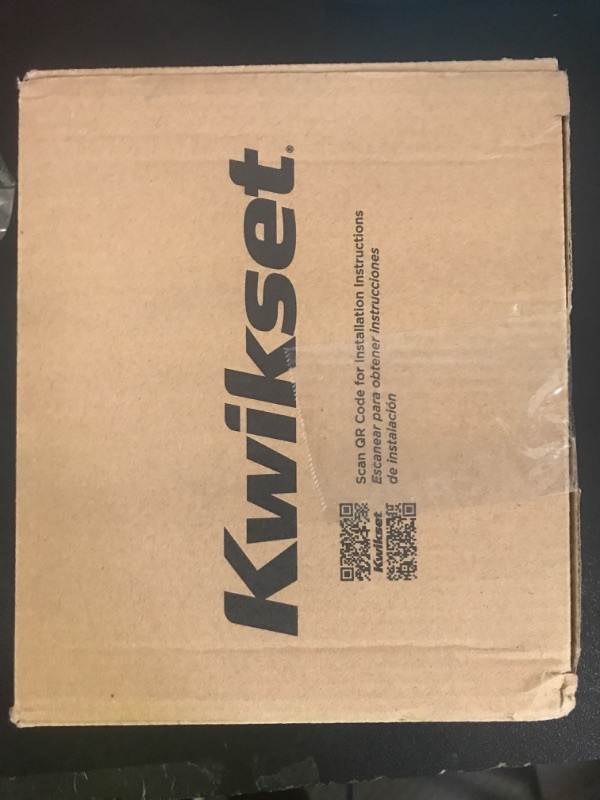 Kwikset®
Scan QR Code for Installation Instructions
Escanear para obtener instrucciones
de instalación
Kwikset